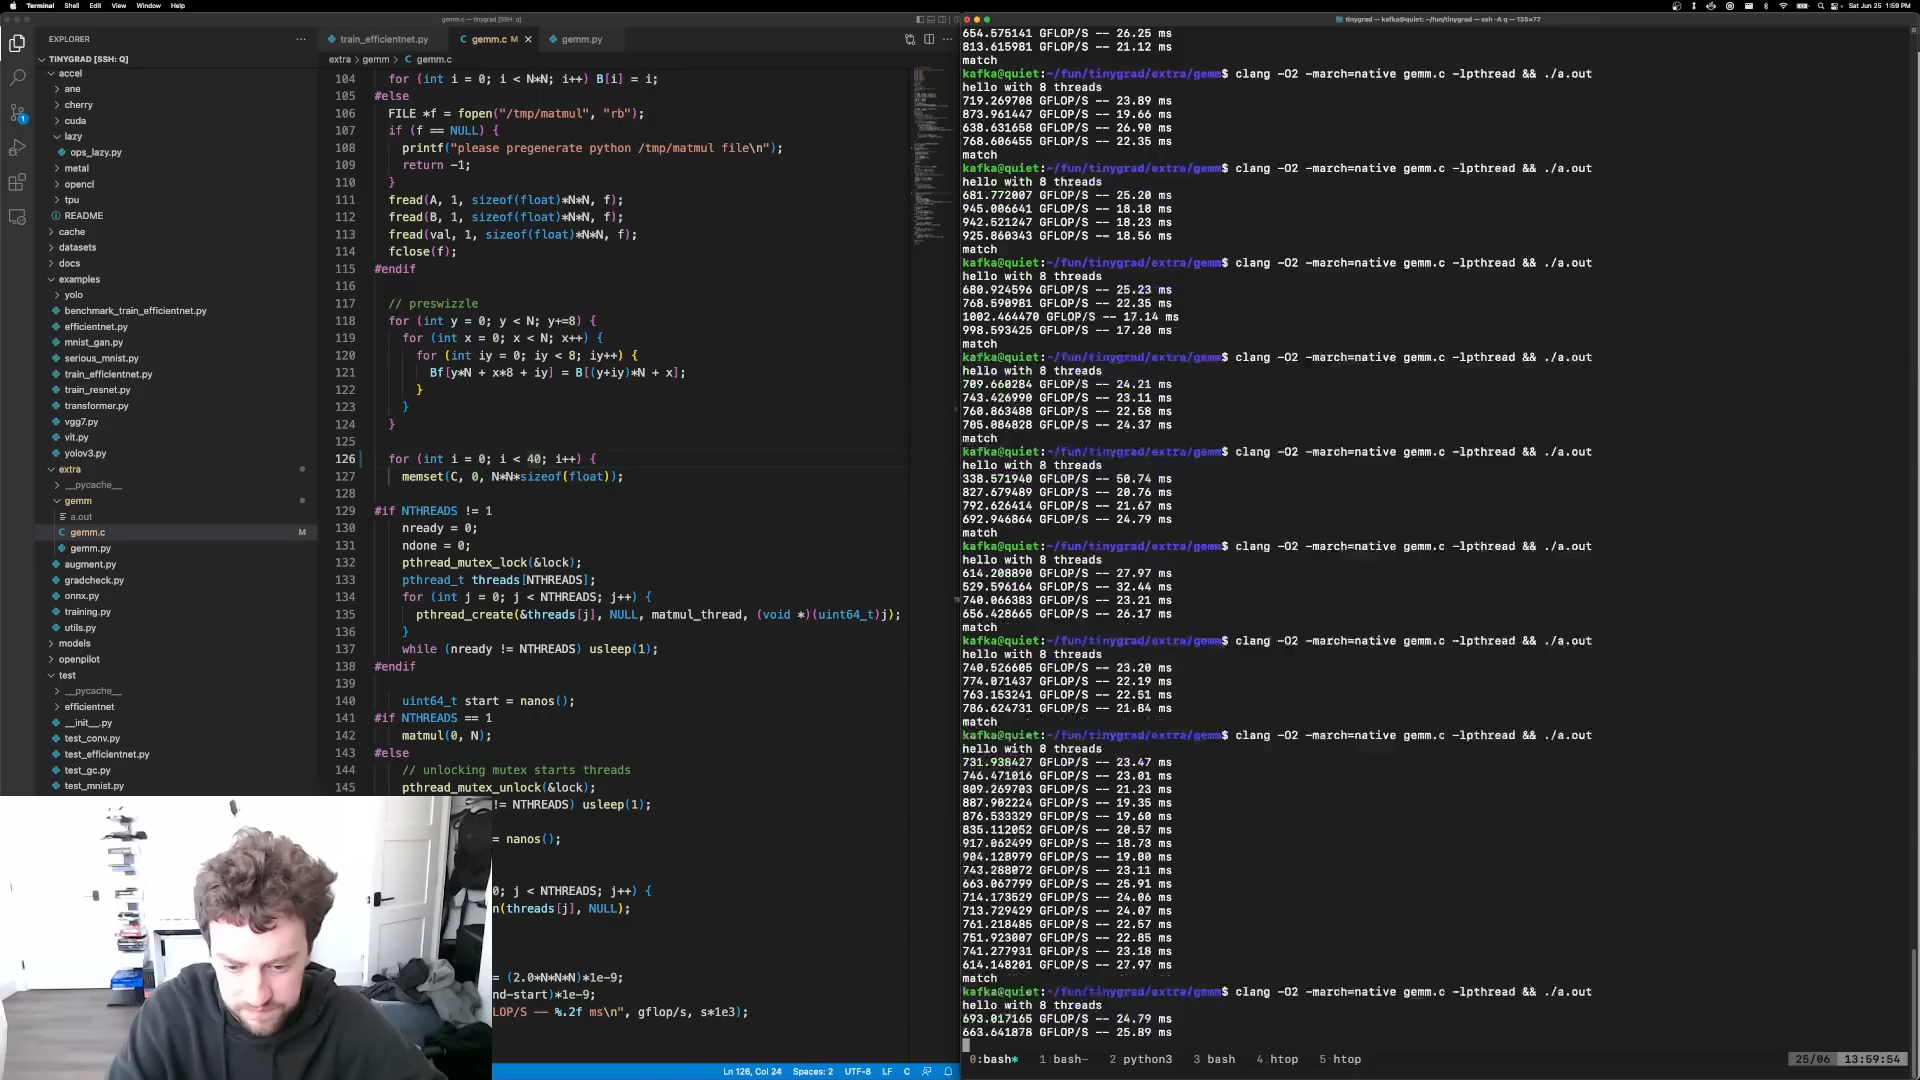 Terminal Shell Edit View Window Help
Sat Jun 25 1:59 PM
gemm.c — tinygrad [SSH: q]
EXPLORER
TINYGRAD [SSH: Q]
accel
ane
cherry
cuda
lazy
ops_lazy.py
metal
opencl
tpu
README
cache
datasets
docs
examples
yolo
benchmark_train_efficientnet.py
efficientnet.py
mnist_gan.py
serious_mnist.py
train_efficientnet.py
train_resnet.py
transformer.py
vgg7.py
vit.py
yolov3.py
extra
__pycache__
gemm
a.out
gemm.c M
gemm.py
augment.py
gradcheck.py
onnx.py
training.py
utils.py
models
openpilot
test
__pycache__
efficientnet
__init__.py
test_conv.py
test_efficientnet.py
test_gc.py
test_mnist.py
train_efficientnet.py gemm.c M gemm.py
extra > gemm > gemm.c
104 for (int i = 0; i < N*N; i++) B[i] = i;
105 #else
106 FILE *f = fopen("/tmp/matmul", "rb");
107 if (f == NULL) {
108 printf("please pregenerate python /tmp/matmul file\n");
109 return -1;
110 }
111 fread(A, 1, sizeof(float)*N*N, f);
112 fread(B, 1, sizeof(float)*N*N, f);
113 fread(val, 1, sizeof(float)*N*N, f);
114 fclose(f);
115 #endif
116
117 // preswizzle
118 for (int y = 0; y < N; y+=8) {
119 for (int x = 0; x < N; x++) {
120 for (int iy = 0; iy < 8; iy++) {
121 Bf[y*N + x*8 + iy] = B[(y+iy)*N + x];
122 }
123 }
124 }
125
126 for (int i = 0; i < 40; i++) {
127 memset(C, 0, N*N*sizeof(float));
128
129 #if NTHREADS != 1
130 nready = 0;
131 ndone = 0;
132 pthread_mutex_lock(&lock);
133 pthread_t threads[NTHREADS];
134 for (int j = 0; j < NTHREADS; j++) {
135 pthread_create(&threads[j], NULL, matmul_thread, (void *)(uint64_t)j);
136 }
137 while (nready != NTHREADS) usleep(1);
138 #endif
139
140 uint64_t start = nanos();
141 #if NTHREADS == 1
142 matmul(0, N);
143 #else
144 // unlocking mutex starts threads
145 pthread_mutex_unlock(&lock);
!= NTHREADS) usleep(1);
= nanos();
0; j < NTHREADS; j++) {
n(threads[j], NULL);
= (2.0*N*N*N)*1e-9;
nd-start)*1e-9;
LOP/S -- %.2f ms\n", gflop/s, s*1e3);
Ln 126, Col 24 Spaces: 2 UTF-8 LF C
tinygrad — kafka@quiet: ~/fun/tinygrad — ssh -A q — 135×77
654.575141 GFLOP/S -- 26.25 ms
813.615981 GFLOP/S -- 21.12 ms
match
kafka@quiet:~/fun/tinygrad/extra/gemm$ clang -O2 -march=native gemm.c -lpthread && ./a.out
hello with 8 threads
719.269708 GFLOP/S -- 23.89 ms
873.961447 GFLOP/S -- 19.66 ms
638.631658 GFLOP/S -- 26.90 ms
768.606455 GFLOP/S -- 22.35 ms
match
kafka@quiet:~/fun/tinygrad/extra/gemm$ clang -O2 -march=native gemm.c -lpthread && ./a.out
hello with 8 threads
681.772007 GFLOP/S -- 25.20 ms
945.006641 GFLOP/S -- 18.18 ms
942.521247 GFLOP/S -- 18.23 ms
925.860343 GFLOP/S -- 18.56 ms
match
kafka@quiet:~/fun/tinygrad/extra/gemm$ clang -O2 -march=native gemm.c -lpthread && ./a.out
hello with 8 threads
680.924596 GFLOP/S -- 25.23 ms
768.590981 GFLOP/S -- 22.35 ms
1002.464470 GFLOP/S -- 17.14 ms
998.593425 GFLOP/S -- 17.20 ms
match
kafka@quiet:~/fun/tinygrad/extra/gemm$ clang -O2 -march=native gemm.c -lpthread && ./a.out
hello with 8 threads
709.660284 GFLOP/S -- 24.21 ms
743.426990 GFLOP/S -- 23.11 ms
760.863488 GFLOP/S -- 22.58 ms
705.084828 GFLOP/S -- 24.37 ms
match
kafka@quiet:~/fun/tinygrad/extra/gemm$ clang -O2 -march=native gemm.c -lpthread && ./a.out
hello with 8 threads
338.571940 GFLOP/S -- 50.74 ms
827.679489 GFLOP/S -- 20.76 ms
792.626414 GFLOP/S -- 21.67 ms
692.946864 GFLOP/S -- 24.79 ms
match
kafka@quiet:~/fun/tinygrad/extra/gemm$ clang -O2 -march=native gemm.c -lpthread && ./a.out
hello with 8 threads
614.208890 GFLOP/S -- 27.97 ms
529.596164 GFLOP/S -- 32.44 ms
740.066383 GFLOP/S -- 23.21 ms
656.428665 GFLOP/S -- 26.17 ms
match
kafka@quiet:~/fun/tinygrad/extra/gemm$ clang -O2 -march=native gemm.c -lpthread && ./a.out
hello with 8 threads
740.526605 GFLOP/S -- 23.20 ms
774.071437 GFLOP/S -- 22.19 ms
763.153241 GFLOP/S -- 22.51 ms
786.624731 GFLOP/S -- 21.84 ms
match
kafka@quiet:~/fun/tinygrad/extra/gemm$ clang -O2 -march=native gemm.c -lpthread && ./a.out
hello with 8 threads
731.938427 GFLOP/S -- 23.47 ms
746.471016 GFLOP/S -- 23.01 ms
809.269703 GFLOP/S -- 21.23 ms
887.902224 GFLOP/S -- 19.35 ms
876.533329 GFLOP/S -- 19.60 ms
835.112052 GFLOP/S -- 20.57 ms
917.062499 GFLOP/S -- 18.73 ms
904.128979 GFLOP/S -- 19.00 ms
743.288072 GFLOP/S -- 23.11 ms
663.067799 GFLOP/S -- 25.91 ms
714.173529 GFLOP/S -- 24.06 ms
713.729429 GFLOP/S -- 24.07 ms
761.218485 GFLOP/S -- 22.57 ms
751.923007 GFLOP/S -- 22.85 ms
741.277931 GFLOP/S -- 23.18 ms
614.148201 GFLOP/S -- 27.97 ms
match
kafka@quiet:~/fun/tinygrad/extra/gemm$ clang -O2 -march=native gemm.c -lpthread && ./a.out
hello with 8 threads
693.017165 GFLOP/S -- 24.79 ms
663.641878 GFLOP/S -- 25.89 ms
0:bash* 1 bash- 2 python3 3 bash 4 htop 5 htop
25/06 13:59:54